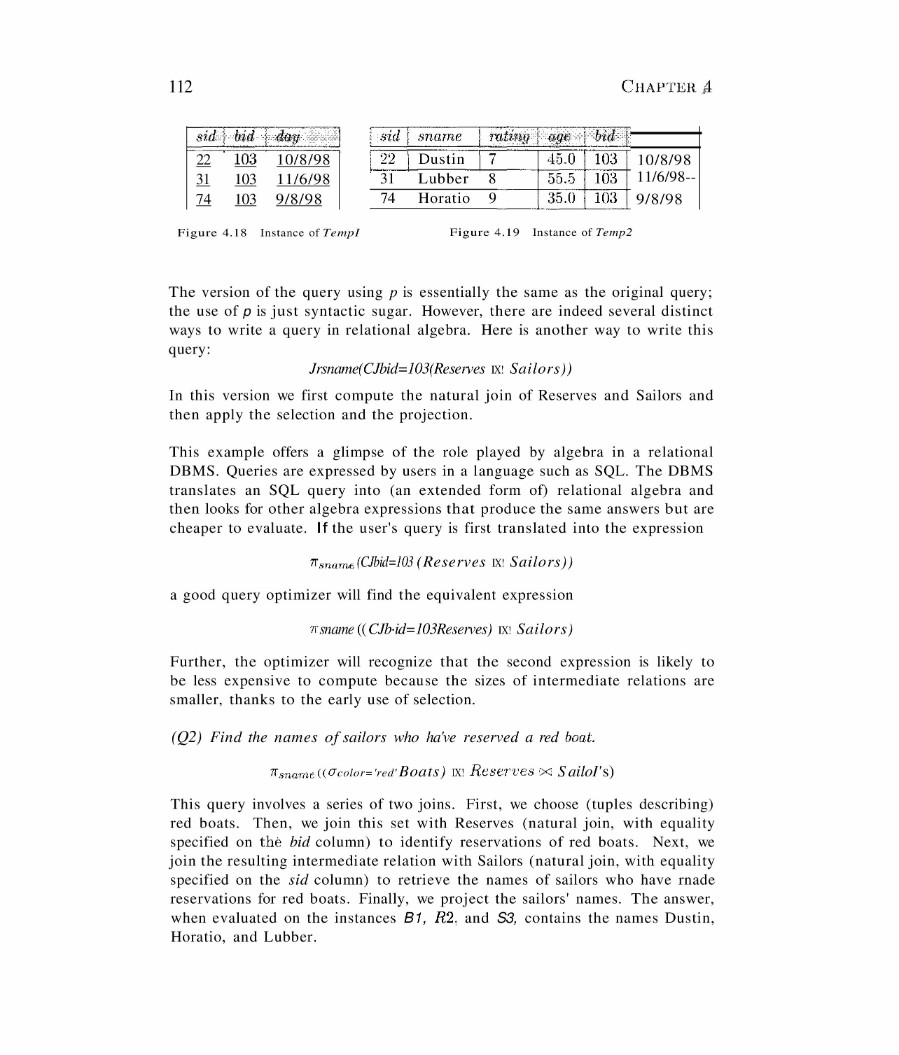 112 CHAPTER 4
sid bid day
22 103 10/8/98
31 103 11/6/98
74 103 9/8/98
sid sname rating age bid
22 Dustin 7 45.0 103 10/8/98
31 Lubber 8 55.5 103 11/6/98--
74 Horatio 9 35.0 103 9/8/98
Figure 4.18 Instance of Temp1
Figure 4.19 Instance of Temp2
The version of the query using p is essentially the same as the original query;
the use of p is just syntactic sugar. However, there are indeed several distinct
ways to write a query in relational algebra. Here is another way to write this
query:
Jrsname(CJbid=103(Reserves IX! Sailors))
In this version we first compute the natural join of Reserves and Sailors and
then apply the selection and the projection.
This example offers a glimpse of the role played by algebra in a relational
DBMS. Queries are expressed by users in a language such as SQL. The DBMS
translates an SQL query into (an extended form of) relational algebra and
then looks for other algebra expressions that produce the same answers but are
cheaper to evaluate. If the user's query is first translated into the expression
πsname(CJbid=103 (Reserves IX! Sailors))
a good query optimizer will find the equivalent expression
πsname ((CJb·id=103Reserves) IX! Sailors)
Further, the optimizer will recognize that the second expression is likely to
be less expensive to compute because the sizes of intermediate relations are
smaller, thanks to the early use of selection.
(Q2) Find the names of sailors who ha've reserved a red boat.
πsname((σcolor='red'Boats) IX! Reserves ⋈ Sailol's)
This query involves a series of two joins. First, we choose (tuples describing)
red boats. Then, we join this set with Reserves (natural join, with equality
specified on the bid column) to identify reservations of red boats. Next, we
join the resulting intermediate relation with Sailors (natural join, with equality
specified on the sid column) to retrieve the names of sailors who have rnade
reservations for red boats. Finally, we project the sailors' names. The answer,
when evaluated on the instances B1, R2, and S3, contains the names Dustin,
Horatio, and Lubber.